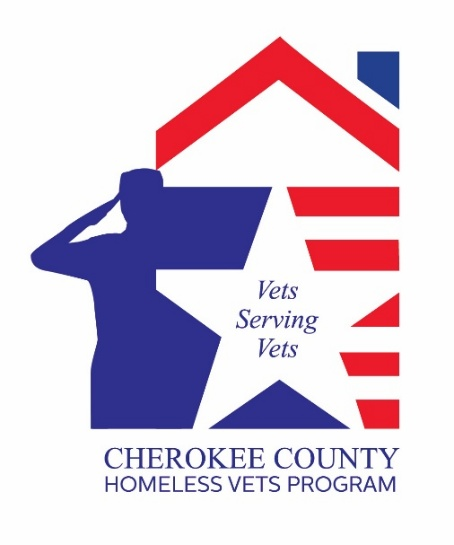 Vets
Serving
Vets
CHEROKEE COUNTY
HOMELESS VETS PROGRAM